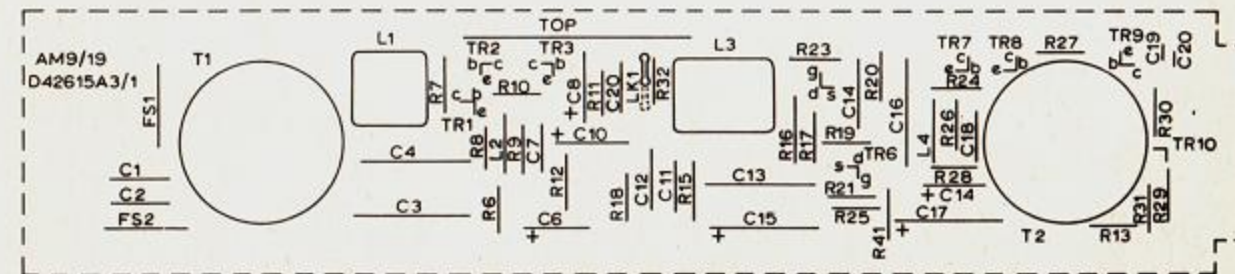 TOP
AM9/19
D42615A3/1
T1
L1
TR2
b c
e
TR3
c b
e
L3
R23
TR7
c
e b
TR8
c
e b
R27
TR9
e
b c
C19
C20
FS1
R7
c b
e
TR1
R10
+ C8
R11
C20
LK1
R32
g
d s
C14
R20
C16
R24
R30
TR10
R8
L2
R9
C7
+ C10
R16
R17
R19
TR6
s d
g
L4
R26
C18
C1
C2
FS2
C4
C3
R6
R12
+ C6
R18
C12
C11
R15
C13
+ C15
R21
R25
R41
R28
+ C14
+ C17
T2
R13
R31
R29